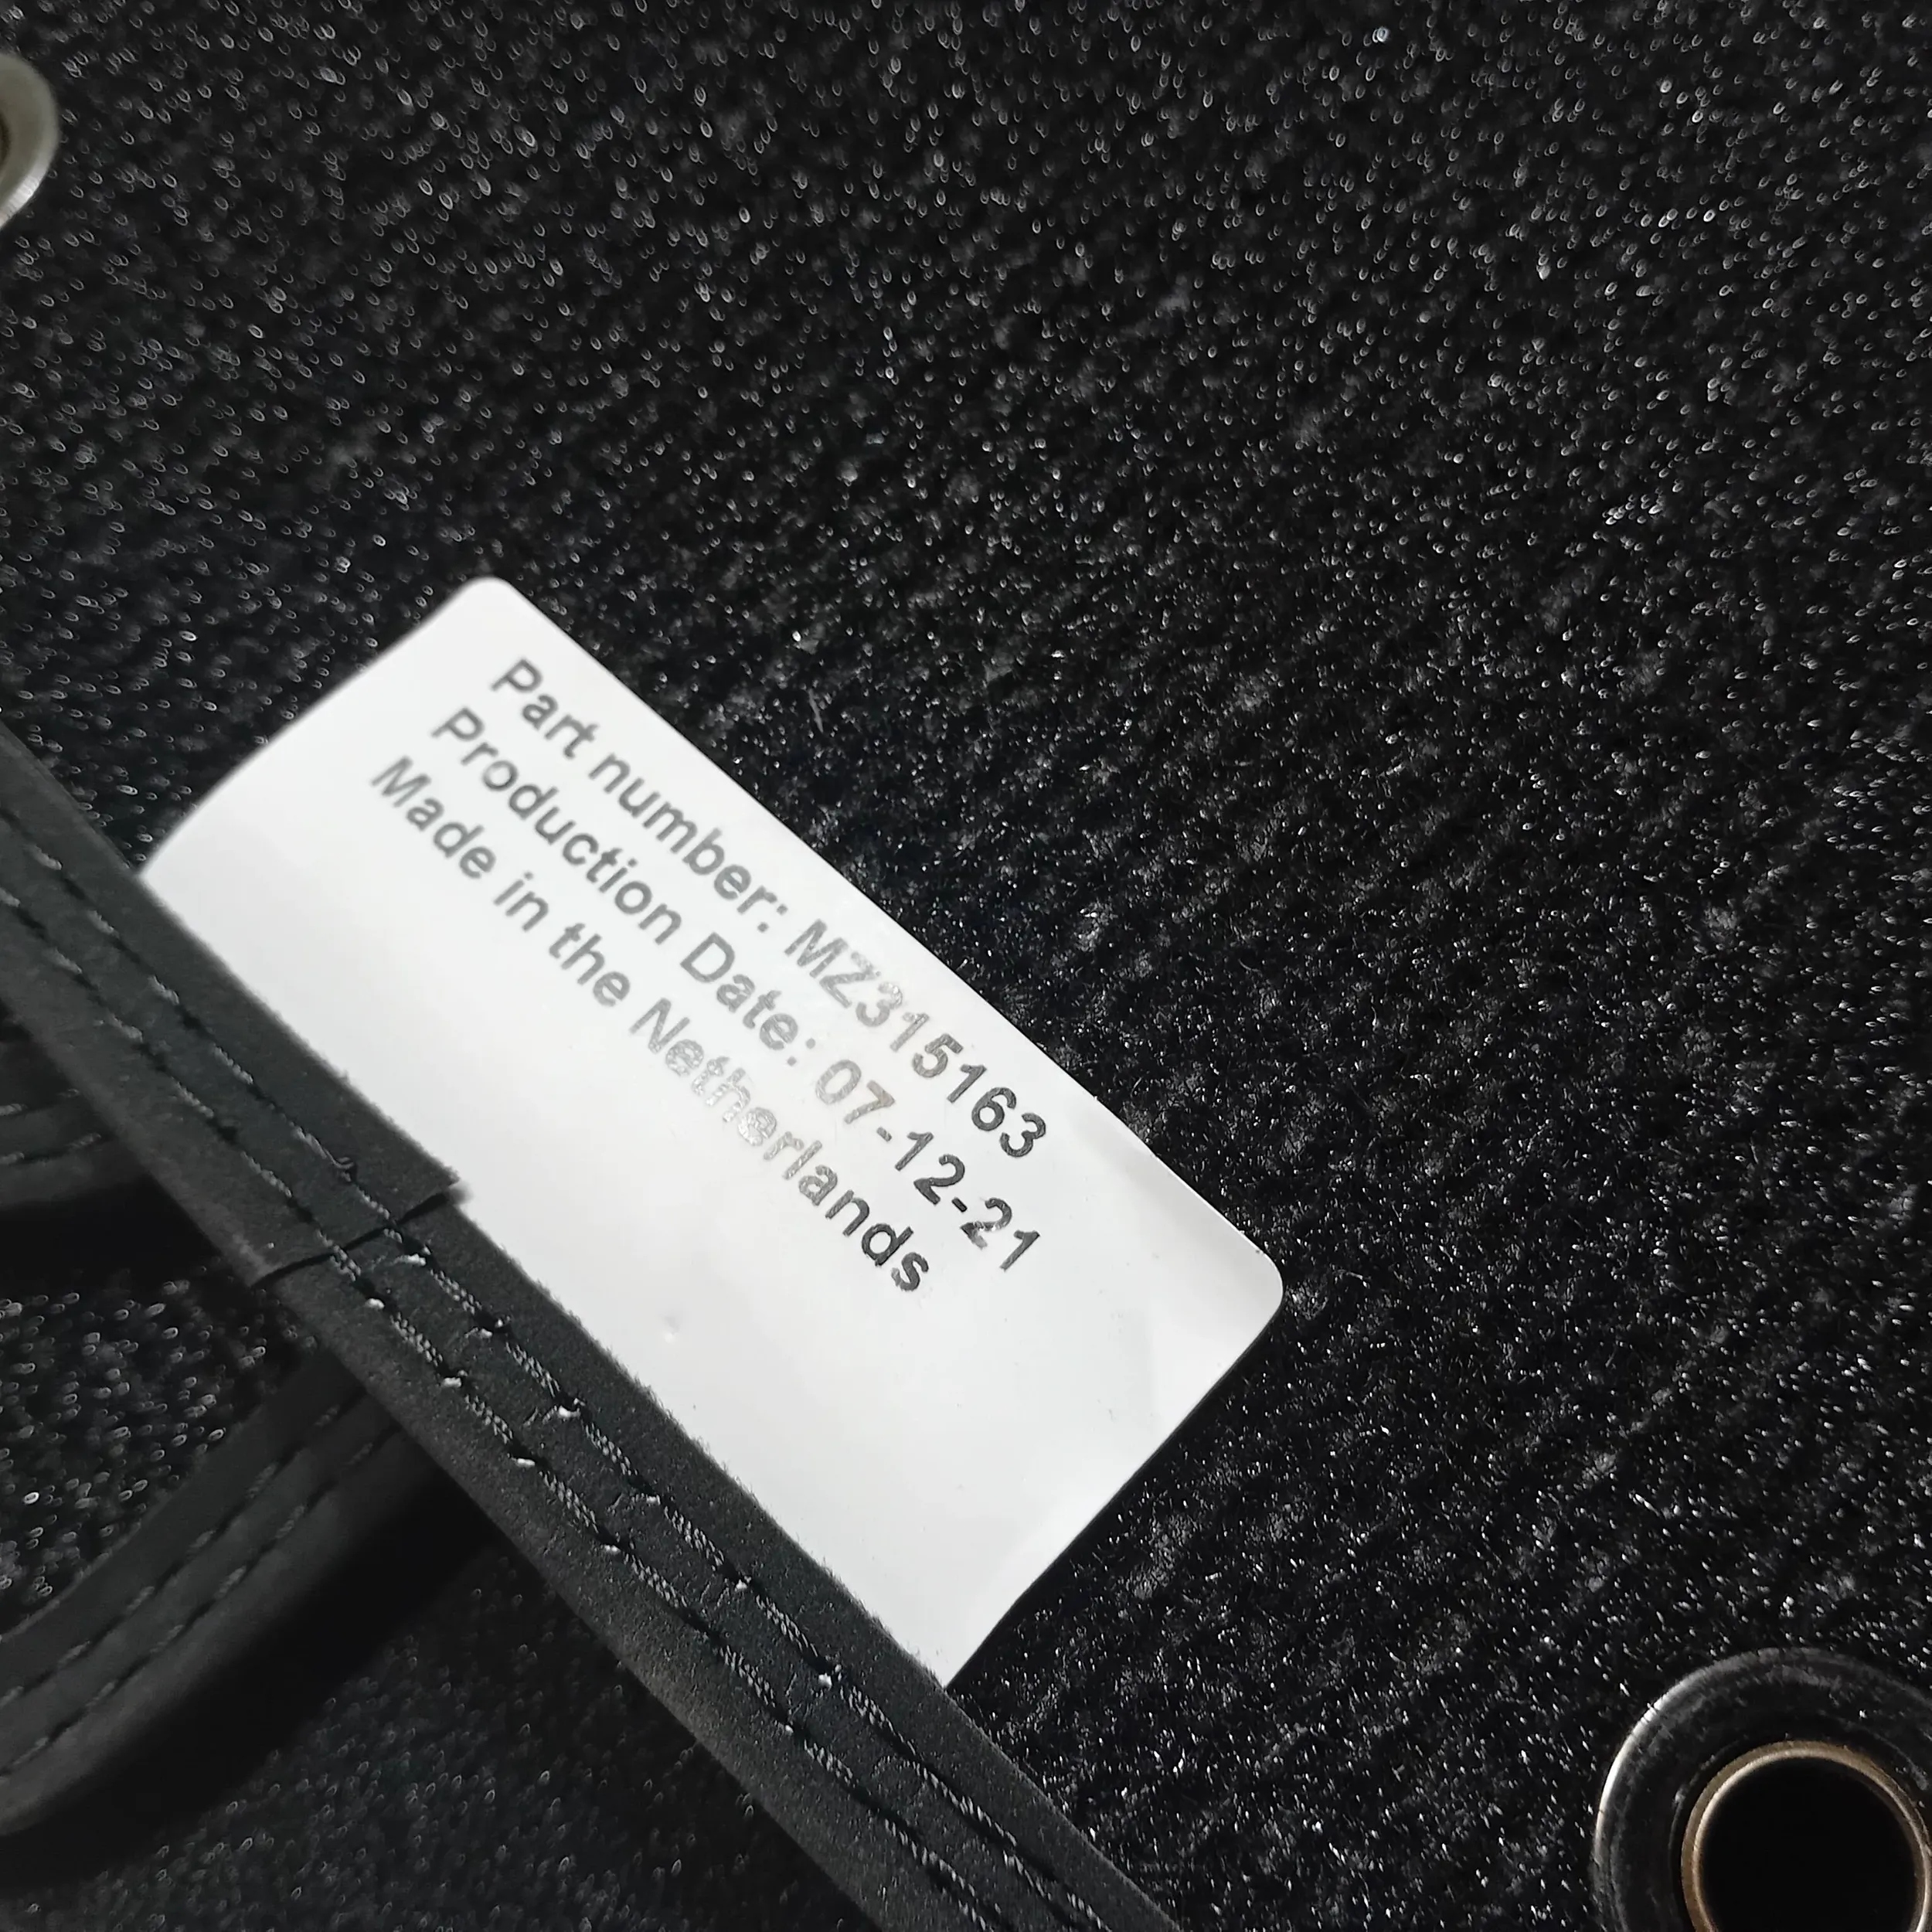 Part number: MZ315163
Production Date: 07-12-21
Made in the Netherlands